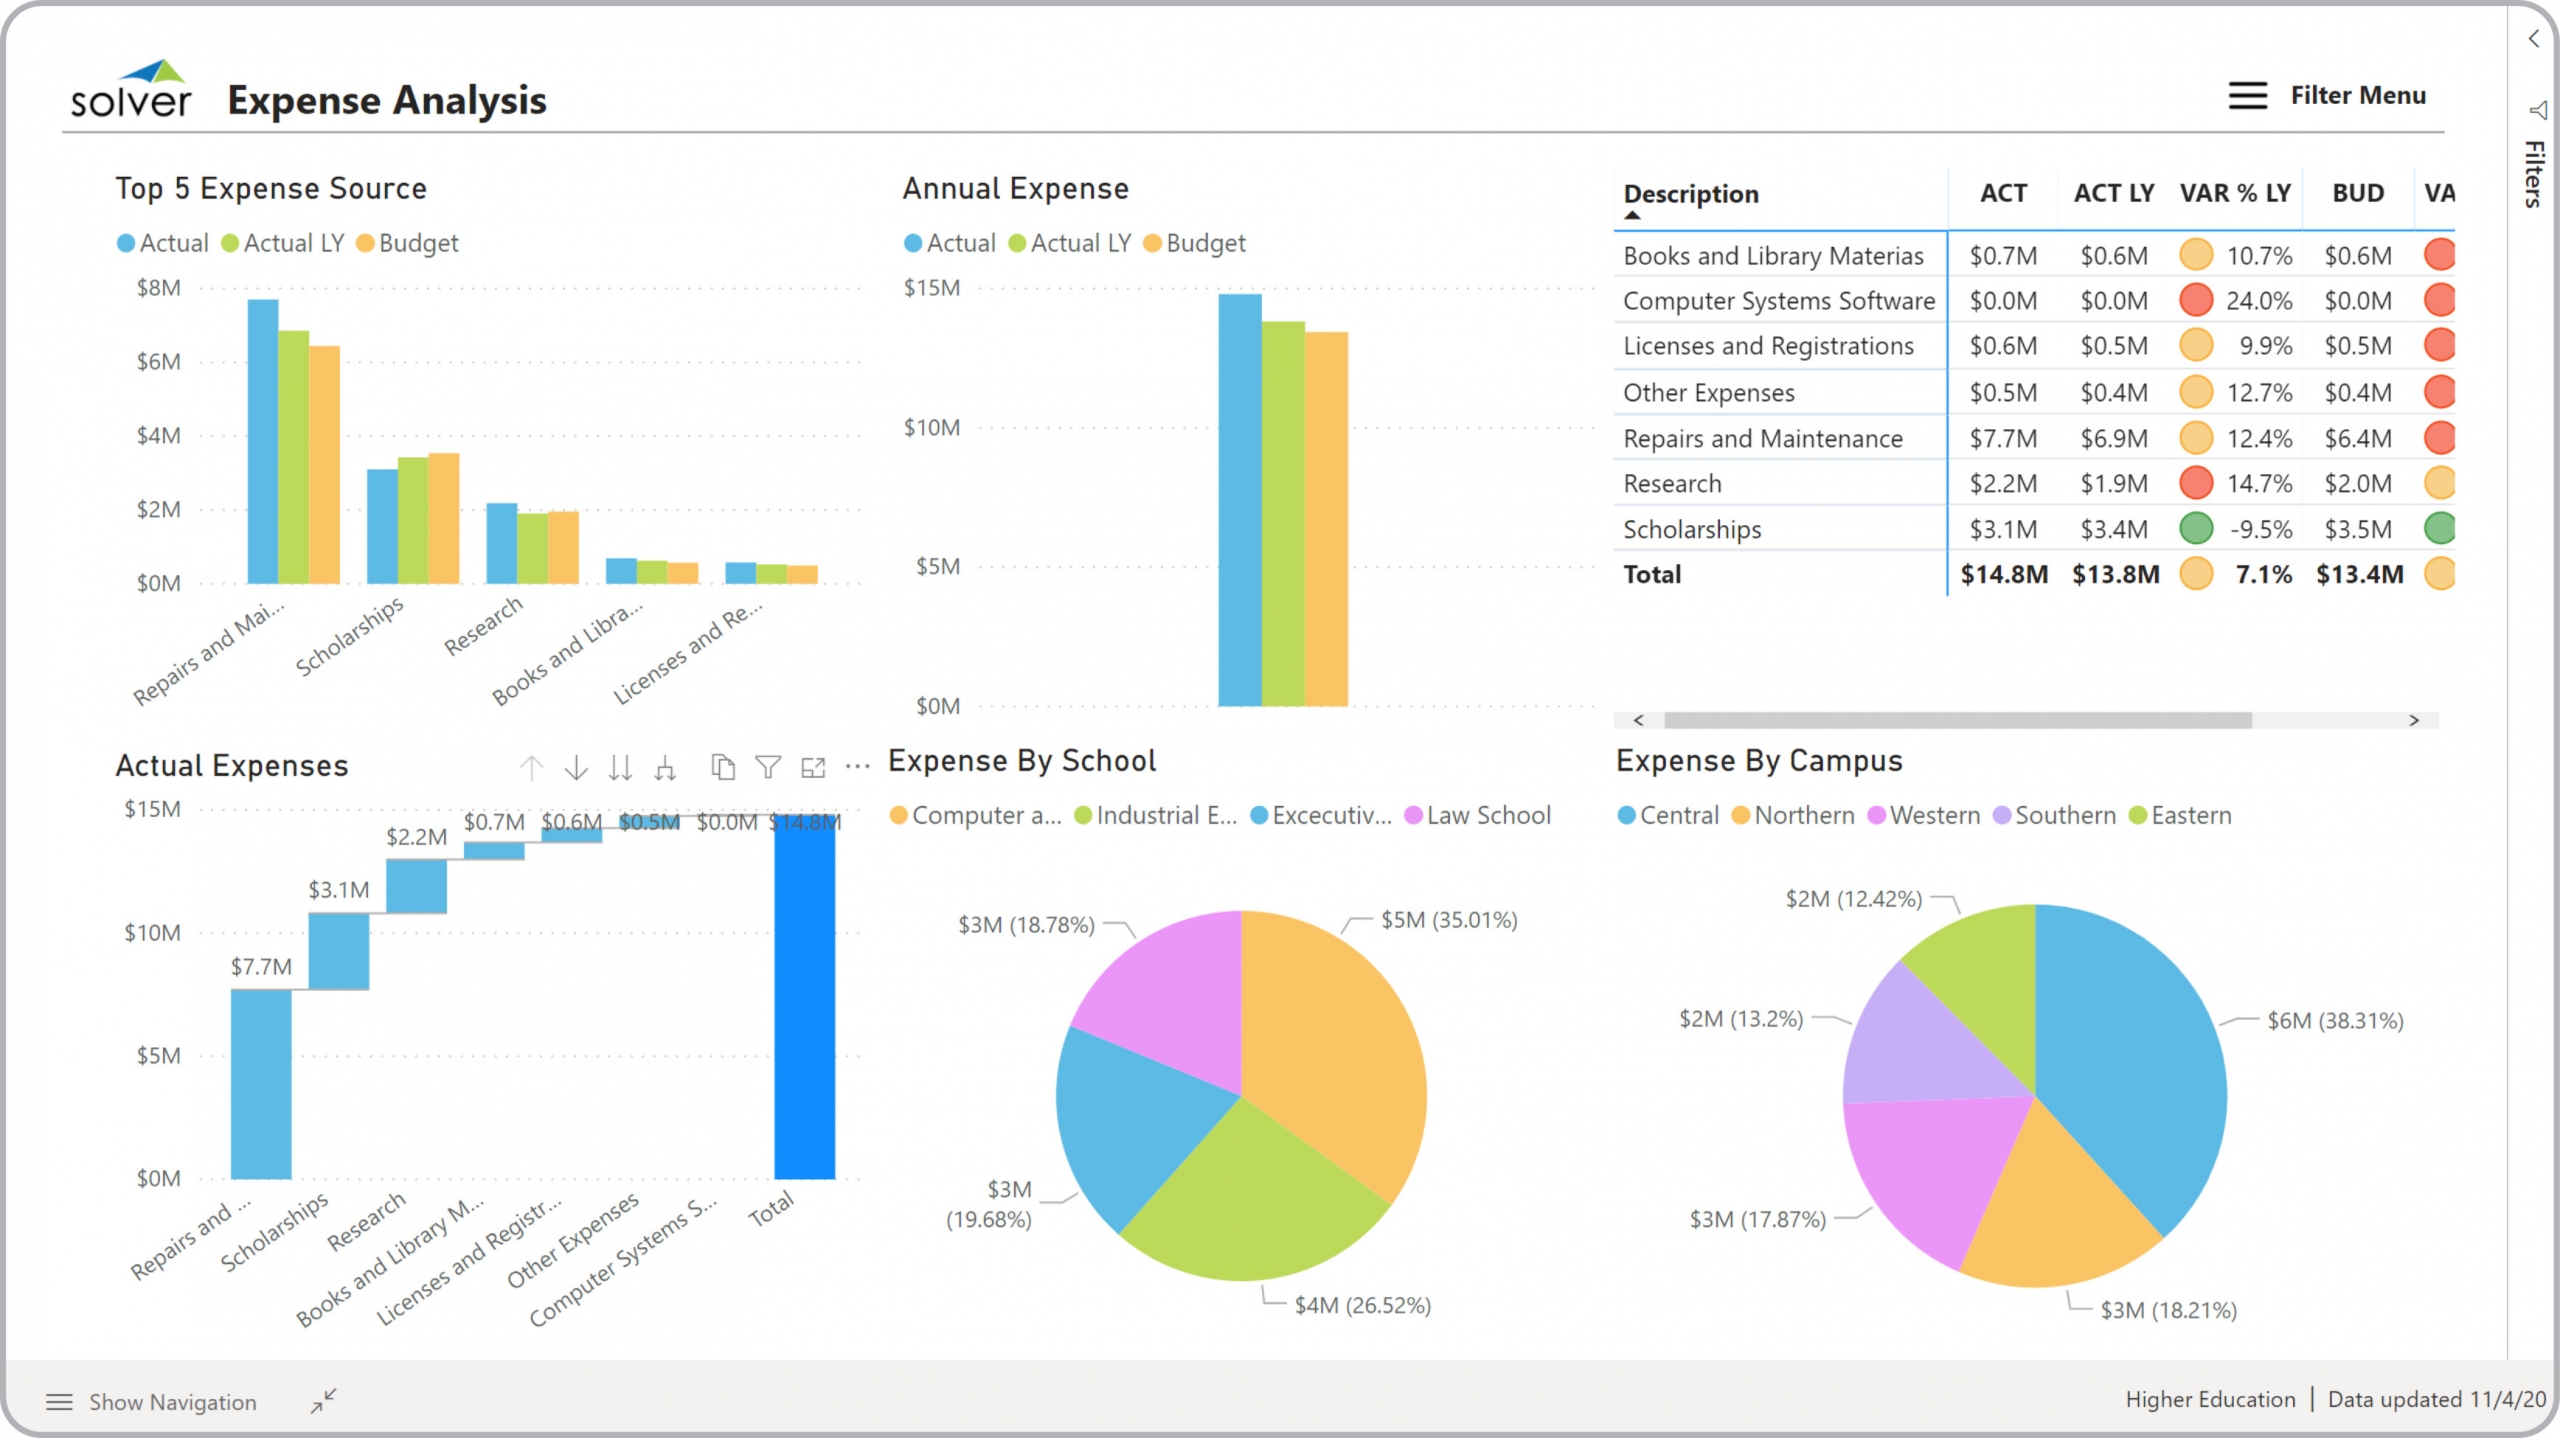 solver Expense Analysis
Filter Menu
Filters
Top 5 Expense Source
Actual Actual LY Budget
$8M
$6M
$4M
$2M
$0M
Repairs and Mai...
Scholarships
Research
Books and Libra...
Licenses and Re...
Annual Expense
Actual Actual LY Budget
$15M
$10M
$5M
$0M
Description ACT ACT LY VAR % LY BUD VA
Books and Library Materias $0.7M $0.6M 10.7% $0.6M
Computer Systems Software $0.0M $0.0M 24.0% $0.0M
Licenses and Registrations $0.6M $0.5M 9.9% $0.5M
Other Expenses $0.5M $0.4M 12.7% $0.4M
Repairs and Maintenance $7.7M $6.9M 12.4% $6.4M
Research $2.2M $1.9M 14.7% $2.0M
Scholarships $3.1M $3.4M -9.5% $3.5M
Total $14.8M $13.8M 7.1% $13.4M
Actual Expenses
$15M
$10M
$5M
$0M
$7.7M
$3.1M
$2.2M
$0.7M
$0.6M
$0.5M
$0.0M
$14.8M
Repairs and ...
Scholarships
Research
Books and Library M...
Licenses and Registr...
Other Expenses
Computer Systems S...
Total
Expense By School
Computer a... Industrial E... Excecutiv... Law School
$3M (18.78%)
$5M (35.01%)
$3M
(19.68%)
$4M (26.52%)
Expense By Campus
Central Northern Western Southern Eastern
$2M (12.42%)
$2M (13.2%)
$6M (38.31%)
$3M (17.87%)
$3M (18.21%)
Show Navigation
Higher Education | Data updated 11/4/20